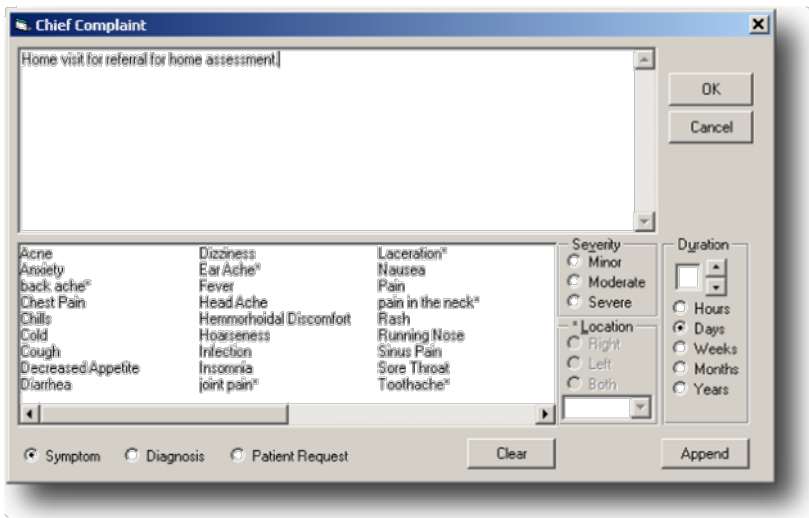 Chief Complaint
Home visit for referral for home assessment.
OK
Cancel
Acne Dizziness Laceration*
Anxiety Ear Ache* Nausea
back ache* Fever Pain
Chest Pain Head Ache pain in the neck*
Chills Hemmorhoidal Discomfort Rash
Cold Hoarseness Running Nose
Cough Infection Sinus Pain
Decreased Appetite Insomnia Sore Throat
Diarrhea joint pain* Toothache*
Severity
Minor
Moderate
Severe
* Location
Right
Left
Both
Duration
Hours
Days
Weeks
Months
Years
Symptom Diagnosis Patient Request
Clear
Append